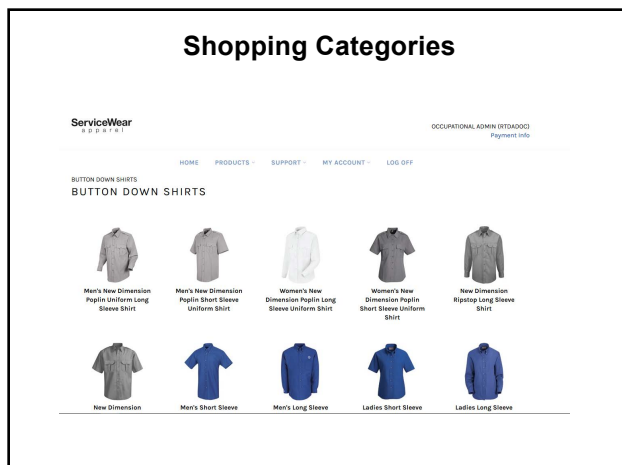 Shopping Categories
ServiceWear
apparel
OCCUPATIONAL ADMIN (RTDADOC)
Payment Info
HOME PRODUCTS SUPPORT MY ACCOUNT LOG OFF
BUTTON DOWN SHIRTS
BUTTON DOWN SHIRTS
Men's New Dimension
Poplin Uniform Long
Sleeve Shirt
Men's New Dimension
Poplin Short Sleeve
Uniform Shirt
Women's New
Dimension Poplin Long
Sleeve Uniform Shirt
Women's New
Dimension Poplin
Short Sleeve Uniform
Shirt
New Dimension
Ripstop Long Sleeve
Shirt
New Dimension
Men's Short Sleeve
Men's Long Sleeve
Ladies Short Sleeve
Ladies Long Sleeve